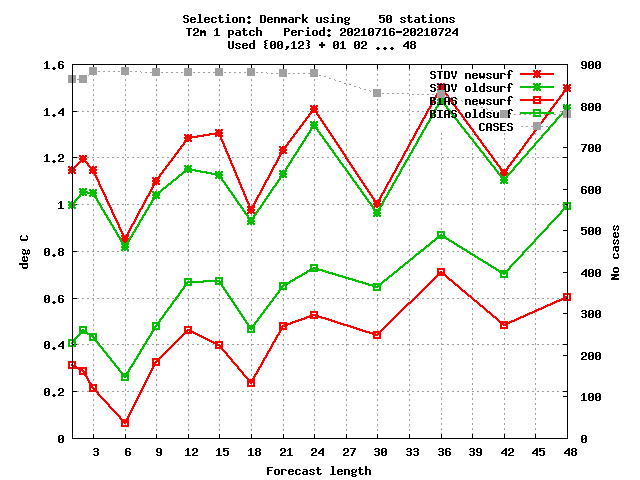 Selection: Denmark using    50 stations
T2m 1 patch   Period: 20210716-20210724
Used {00,12} + 01 02 ... 48
STDV newsurf
STDV oldsurf
BIAS newsurf
BIAS oldsurf
CASES
deg C
1.6
1.4
1.2
1
0.8
0.6
0.4
0.2
0
900
800
700
600
500
400
300
200
100
0
No cases
3 6 9 12 15 18 21 24 27 30 33 36 39 42 45 48
Forecast length